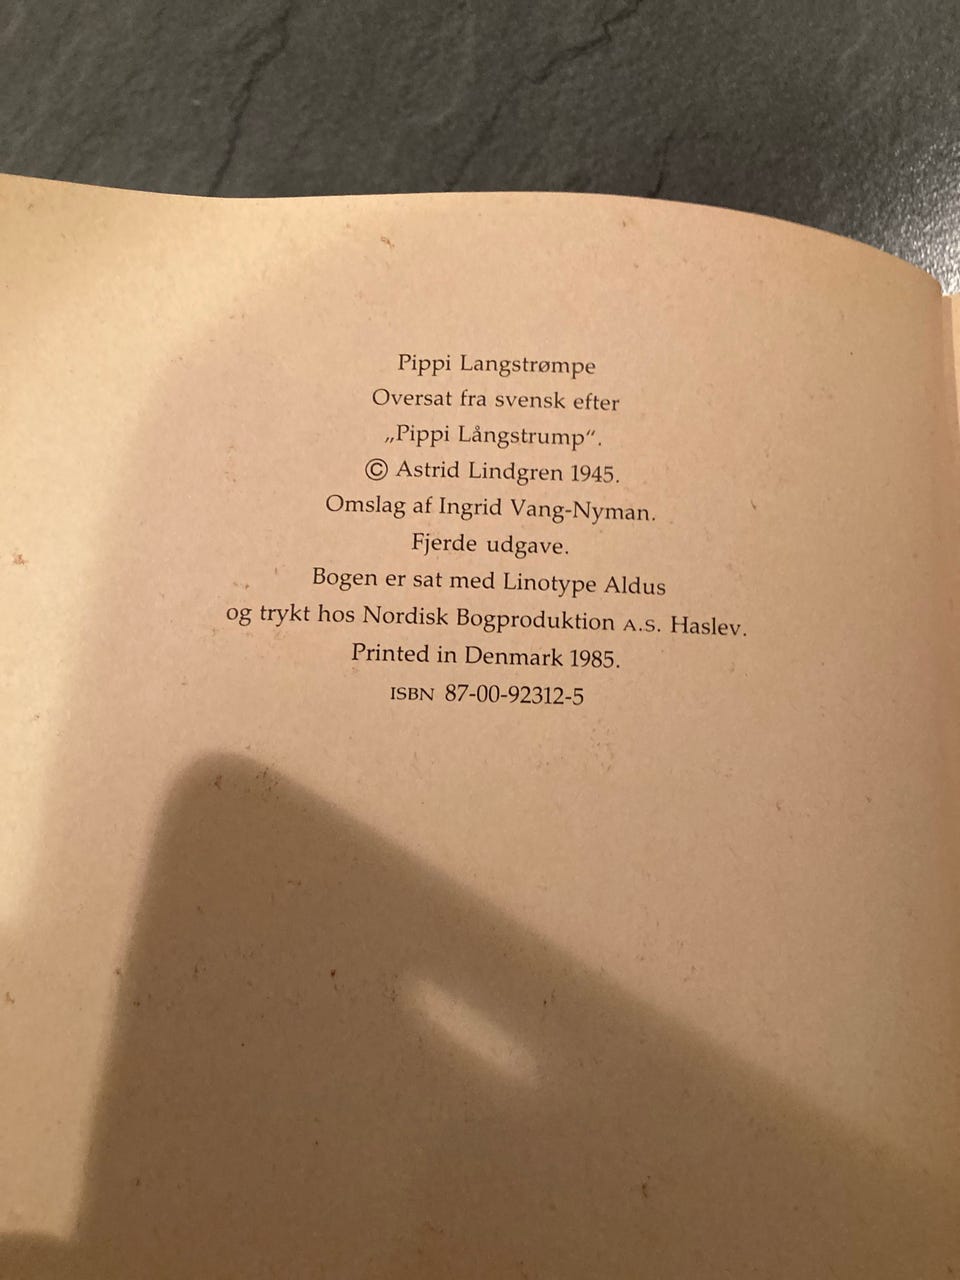 Pippi Langstrømpe
Oversat fra svensk efter
„Pippi Långstrump“.
© Astrid Lindgren 1945.
Omslag af Ingrid Vang-Nyman.
Fjerde udgave.
Bogen er sat med Linotype Aldus
og trykt hos Nordisk Bogproduktion A.S. Haslev.
Printed in Denmark 1985.
ISBN 87-00-92312-5